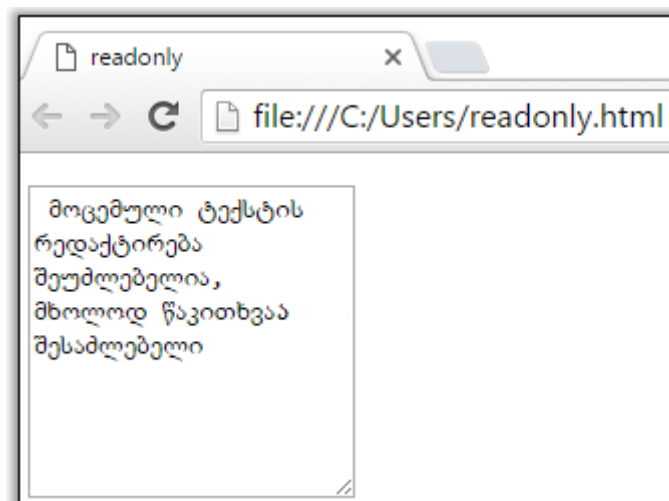 readonly
file:///C:/Users/readonly.html
მოცემული ტექსტის
რედაქტირება
შეუძლებელია,
მხოლოდ წაკითხვაა
შესაძლებელი